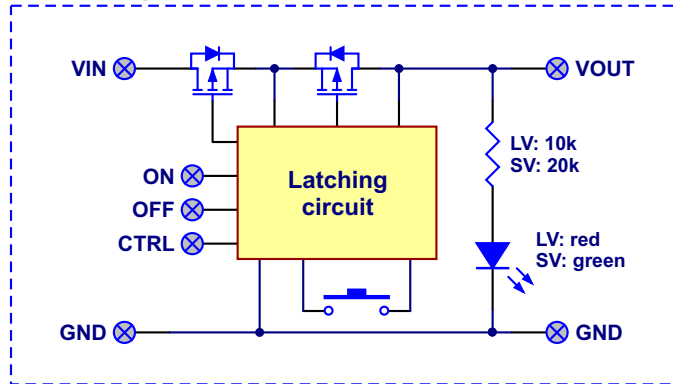 VIN
VOUT
LV: 10k
SV: 20k
ON
OFF
CTRL
Latching
circuit
LV: red
SV: green
GND
GND